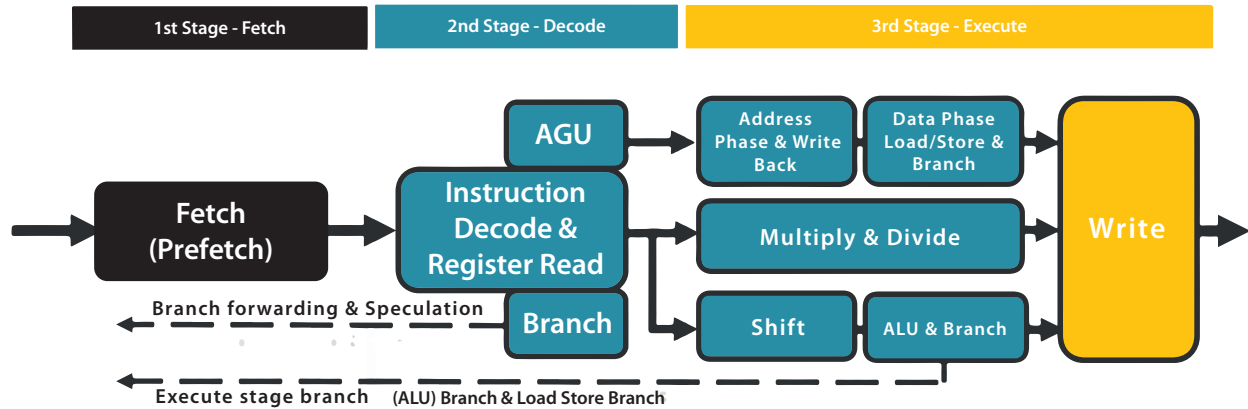 1st Stage - Fetch
2nd Stage - Decode
3rd Stage - Execute
AGU
Address
Phase & Write
Back
Data Phase
Load/Store &
Branch
Fetch
(Prefetch)
Instruction
Decode &
Register Read
Multiply & Divide
Write
Branch forwarding & Speculation
Branch
Shift
ALU & Branch
Execute stage branch (ALU) Branch & Load Store Branch